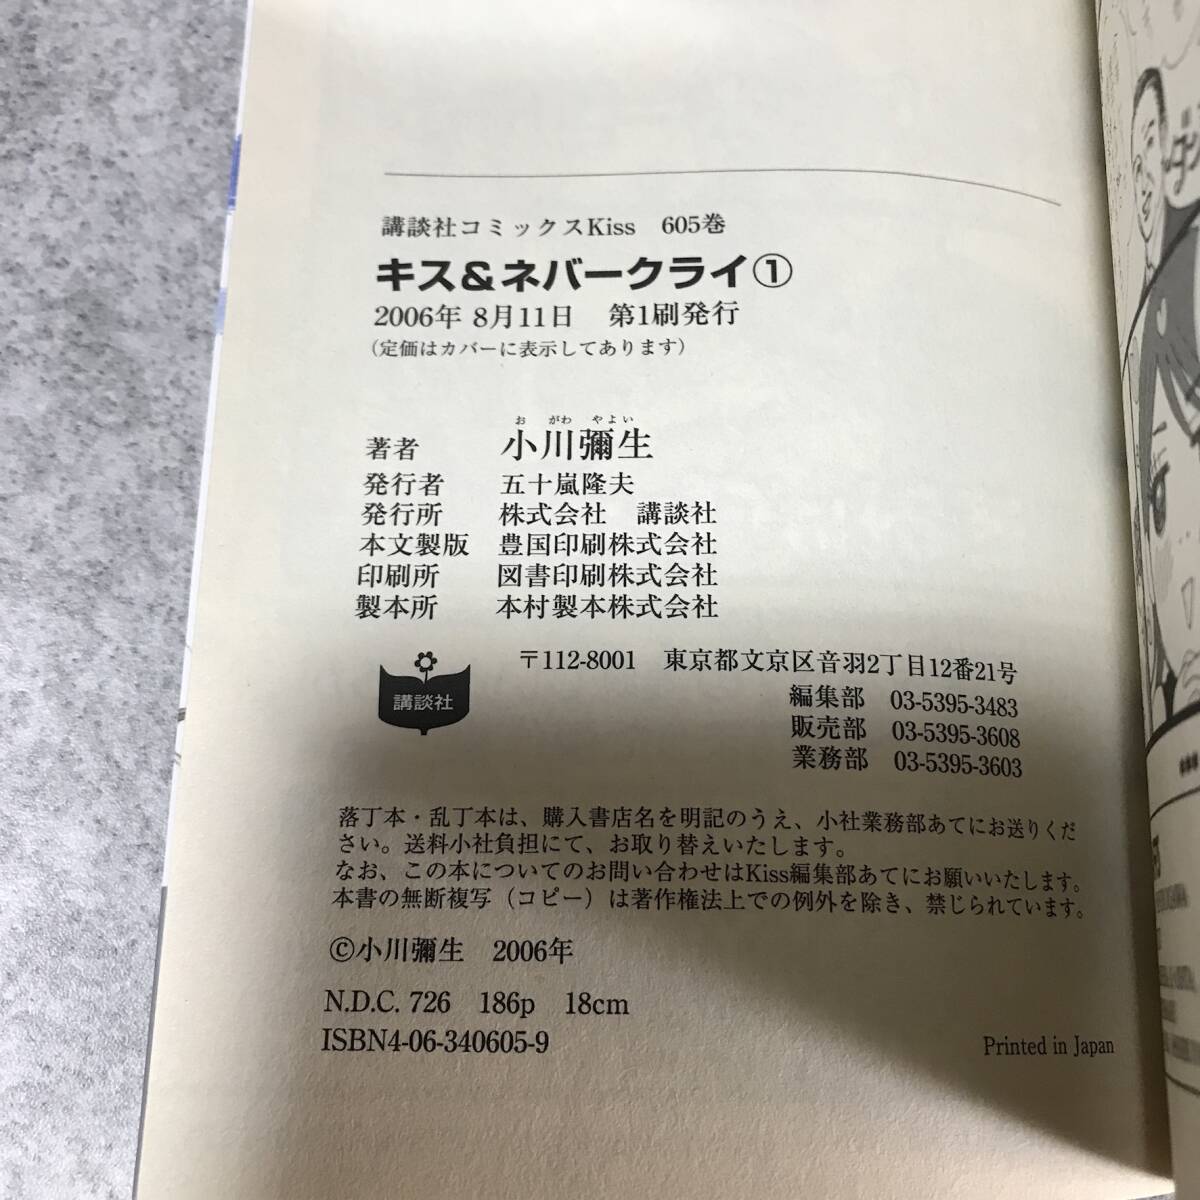 講談社コミックスKiss　605巻
キス&ネバークライ①
2006年 8月11日　第1刷発行
（定価はカバーに表示してあります）
お がわ やよい
著者　小川彌生
発行者　五十嵐隆夫
発行所　株式会社　講談社
本文製版　豊国印刷株式会社
印刷所　図書印刷株式会社
製本所　本村製本株式会社
講談社
〒112-8001　東京都文京区音羽2丁目12番21号
編集部　03-5395-3483
販売部　03-5395-3608
業務部　03-5395-3603
落丁本・乱丁本は、購入書店名を明記のうえ、小社業務部あてにお送りくだ
さい。送料小社負担にて、お取り替えいたします。
なお、この本についてのお問い合わせはKiss編集部あてにお願いいたします。
本書の無断複写（コピー）は著作権法上での例外を除き、禁じられています。
©小川彌生　2006年
N.D.C. 726　186p　18cm
ISBN4-06-340605-9
Printed in Japan